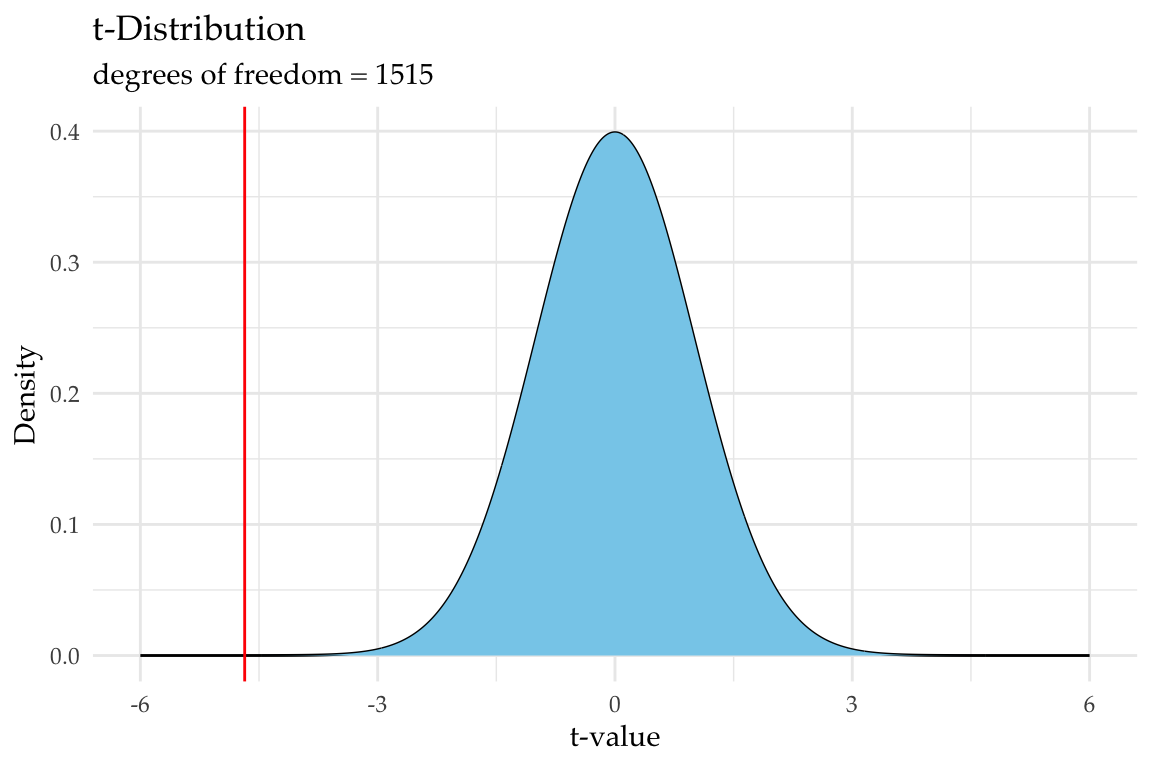 t-Distribution
degrees of freedom = 1515
Density
0.4
0.3
0.2
0.1
0.0
-6 -3 0 3 6
t-value